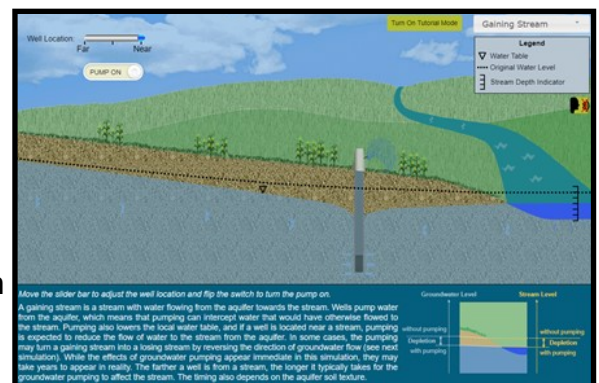 Turn On Tutorial Mode
Gaining Stream
Well Location:
Far
Near
PUMP ON:
Legend
Water Table
Original Water Level
Stream Depth Indicator
Move the slider bar to adjust the well location and flip the switch to turn the pump on.
A gaining stream is a stream with water flowing from the aquifer towards the stream. Wells pump water
from the aquifer, which means that pumping can intercept water that would have otherwise flowed to
the stream. Pumping also lowers the local water table, and if a well is located near a stream, pumping
is expected to reduce the flow of water to the stream from the aquifer. In some cases, the pumping
may turn a gaining stream into a losing stream by reversing the direction of groundwater flow (see next
simulation). While the effects of groundwater pumping appear immediate in this simulation, they may
take years to appear in reality. The farther a well is from a stream, the longer it typically takes for the
groundwater pumping to affect the stream. The timing also depends on the aquifer soil texture.
Groundwater Level
Stream Level
without pumping
Depletion
with pumping
without pumping
Depletion
with pumping